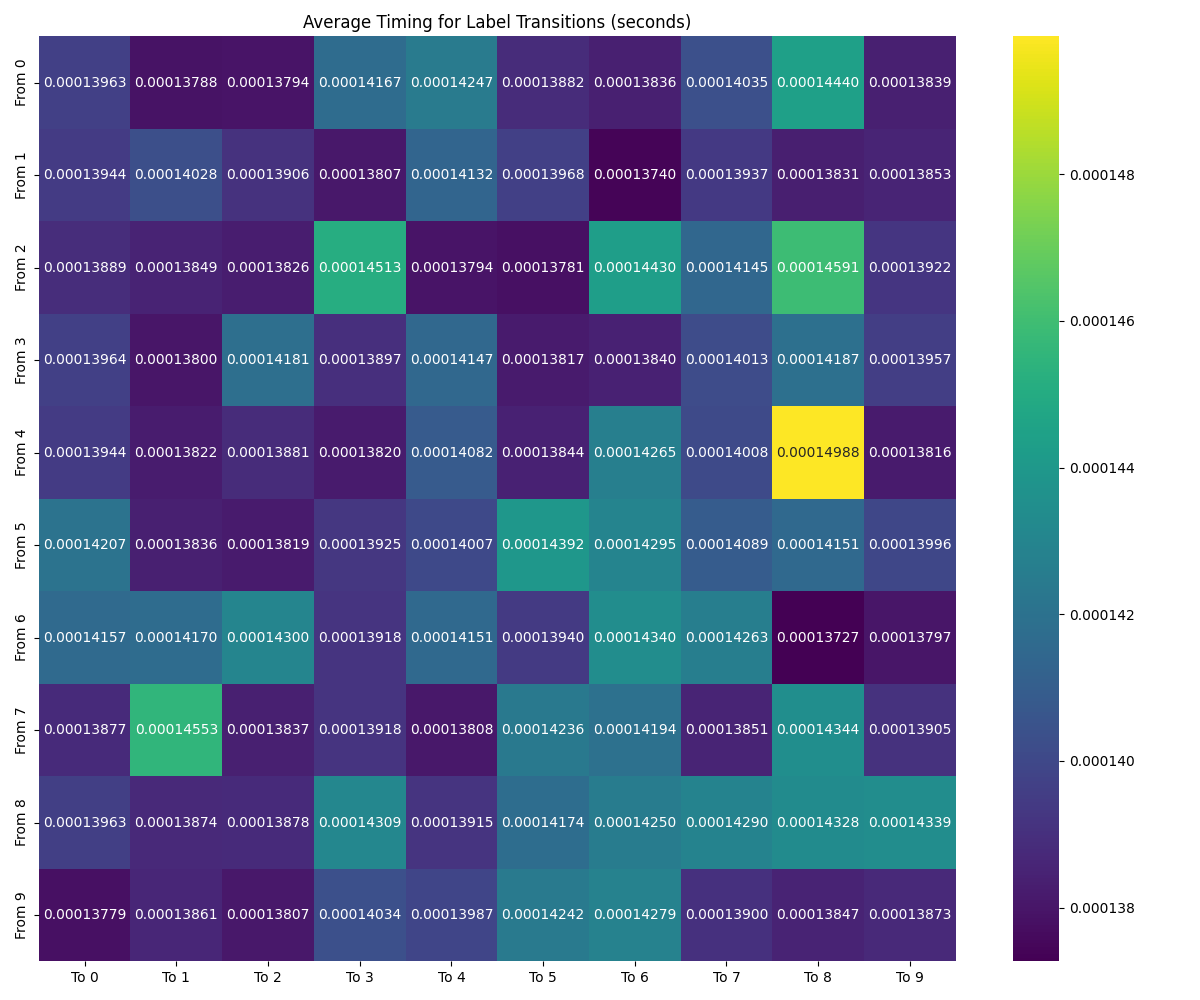 Average Timing for Label Transitions (seconds)
From 0 0.00013963 0.00013788 0.00013794 0.00014167 0.00014247 0.00013882 0.00013836 0.00014035 0.00014440 0.00013839
From 1 0.00013944 0.00014028 0.00013906 0.00013807 0.00014132 0.00013968 0.00013740 0.00013937 0.00013831 0.00013853
From 2 0.00013889 0.00013849 0.00013826 0.00014513 0.00013794 0.00013781 0.00014430 0.00014145 0.00014591 0.00013922
From 3 0.00013964 0.00013800 0.00014181 0.00013897 0.00014147 0.00013817 0.00013840 0.00014013 0.00014187 0.00013957
From 4 0.00013944 0.00013822 0.00013881 0.00013820 0.00014082 0.00013844 0.00014265 0.00014008 0.00014988 0.00013816
From 5 0.00014207 0.00013836 0.00013819 0.00013925 0.00014007 0.00014392 0.00014295 0.00014089 0.00014151 0.00013996
From 6 0.00014157 0.00014170 0.00014300 0.00013918 0.00014151 0.00013940 0.00014340 0.00014263 0.00013727 0.00013797
From 7 0.00013877 0.00014553 0.00013837 0.00013918 0.00013808 0.00014236 0.00014194 0.00013851 0.00014344 0.00013905
From 8 0.00013963 0.00013874 0.00013878 0.00014309 0.00013915 0.00014174 0.00014250 0.00014290 0.00014328 0.00014339
From 9 0.00013779 0.00013861 0.00013807 0.00014034 0.00013987 0.00014242 0.00014279 0.00013900 0.00013847 0.00013873
To 0 To 1 To 2 To 3 To 4 To 5 To 6 To 7 To 8 To 9
0.000148
0.000146
0.000144
0.000142
0.000140
0.000138